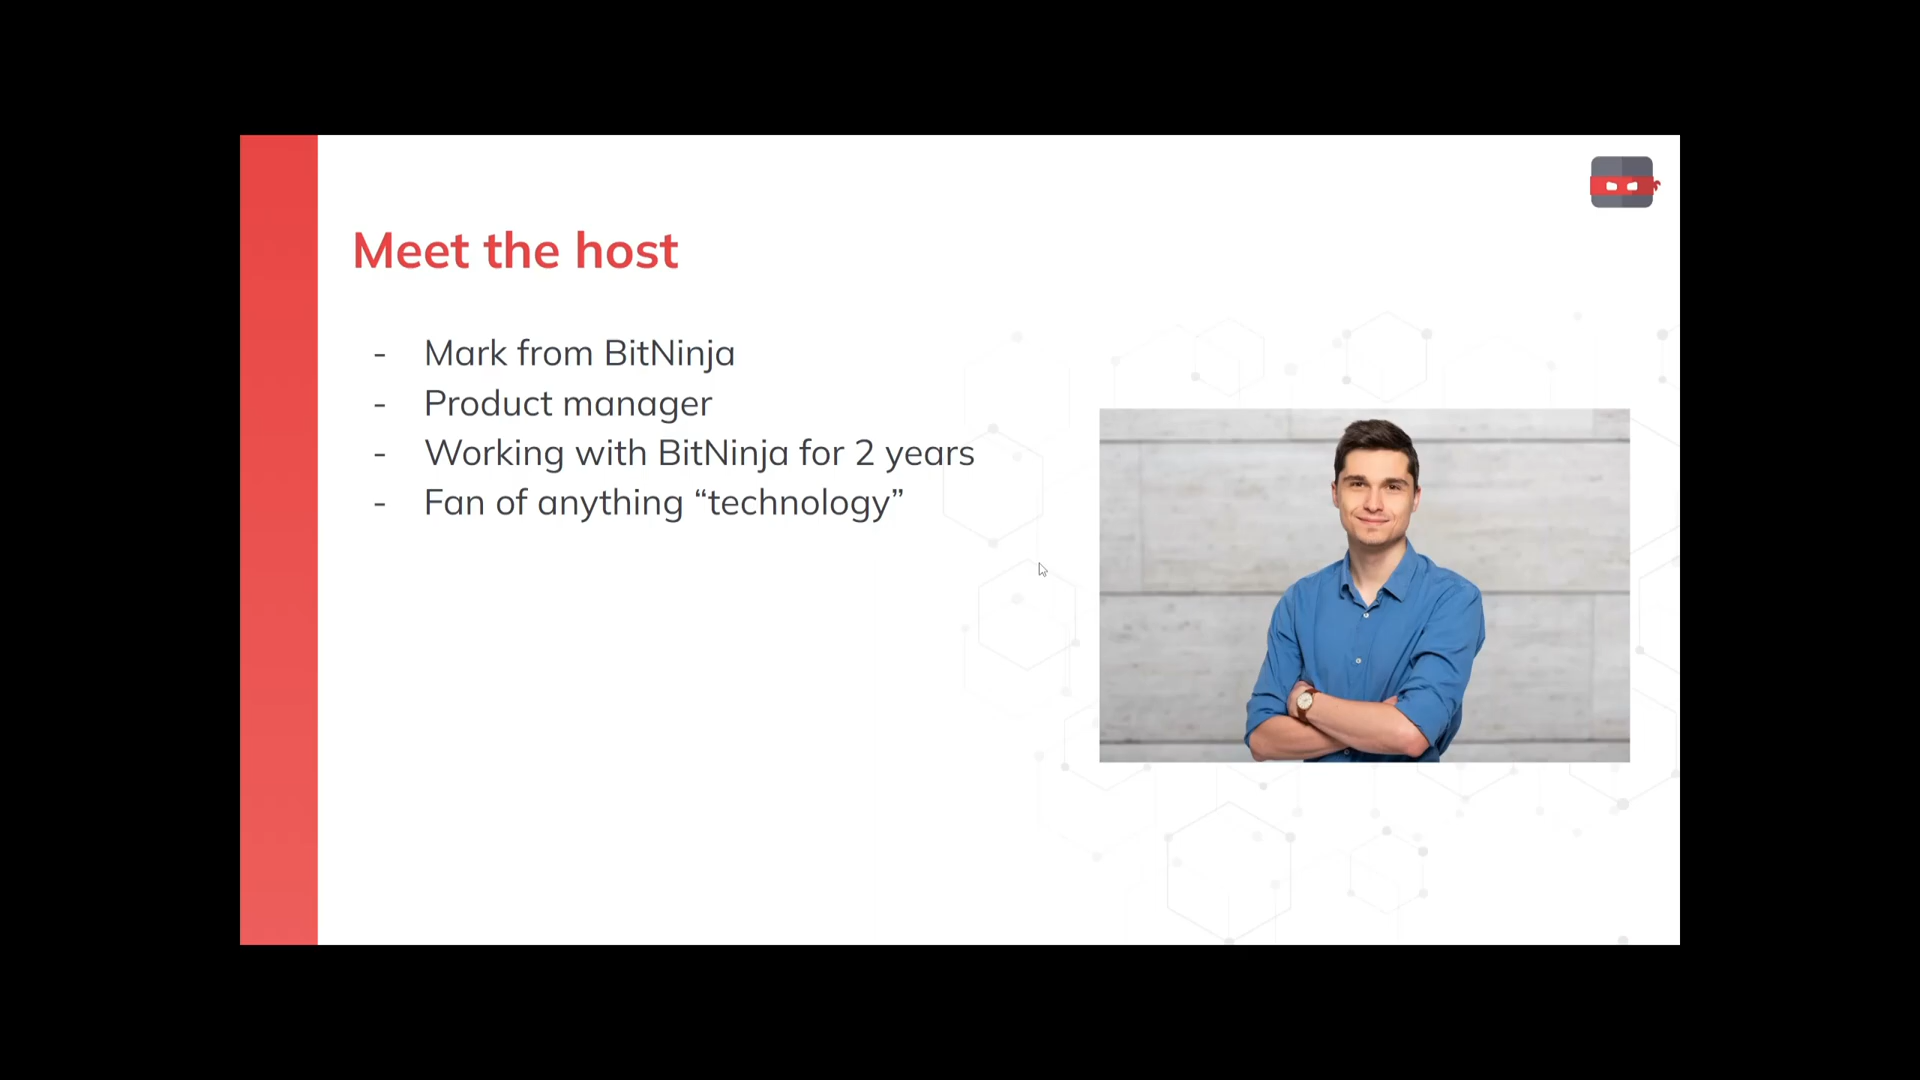 Meet the host
- Mark from BitNinja
- Product manager
- Working with BitNinja for 2 years
- Fan of anything “technology”